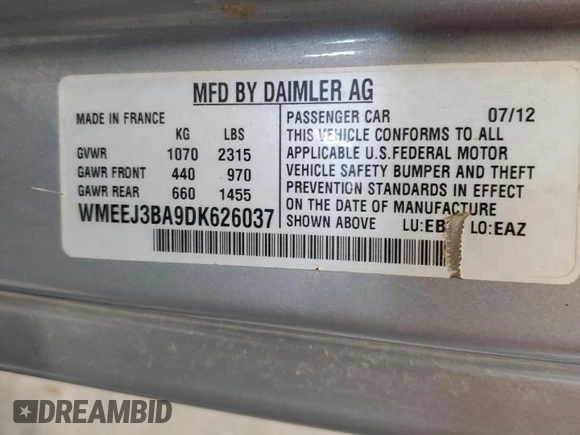 MFD BY DAIMLER AG
MADE IN FRANCE
KG LBS
GVWR 1070 2315
GAWR FRONT 440 970
GAWR REAR 660 1455
WMEEJ3BA9DK626037
PASSENGER CAR 07/12
THIS VEHICLE CONFORMS TO ALL
APPLICABLE U.S.FEDERAL MOTOR
VEHICLE SAFETY BUMPER AND THEFT
PREVENTION STANDARDS IN EFFECT
ON THE DATE OF MANUFACTURE
SHOWN ABOVE LU:EB LO:EAZ
DREAMBID